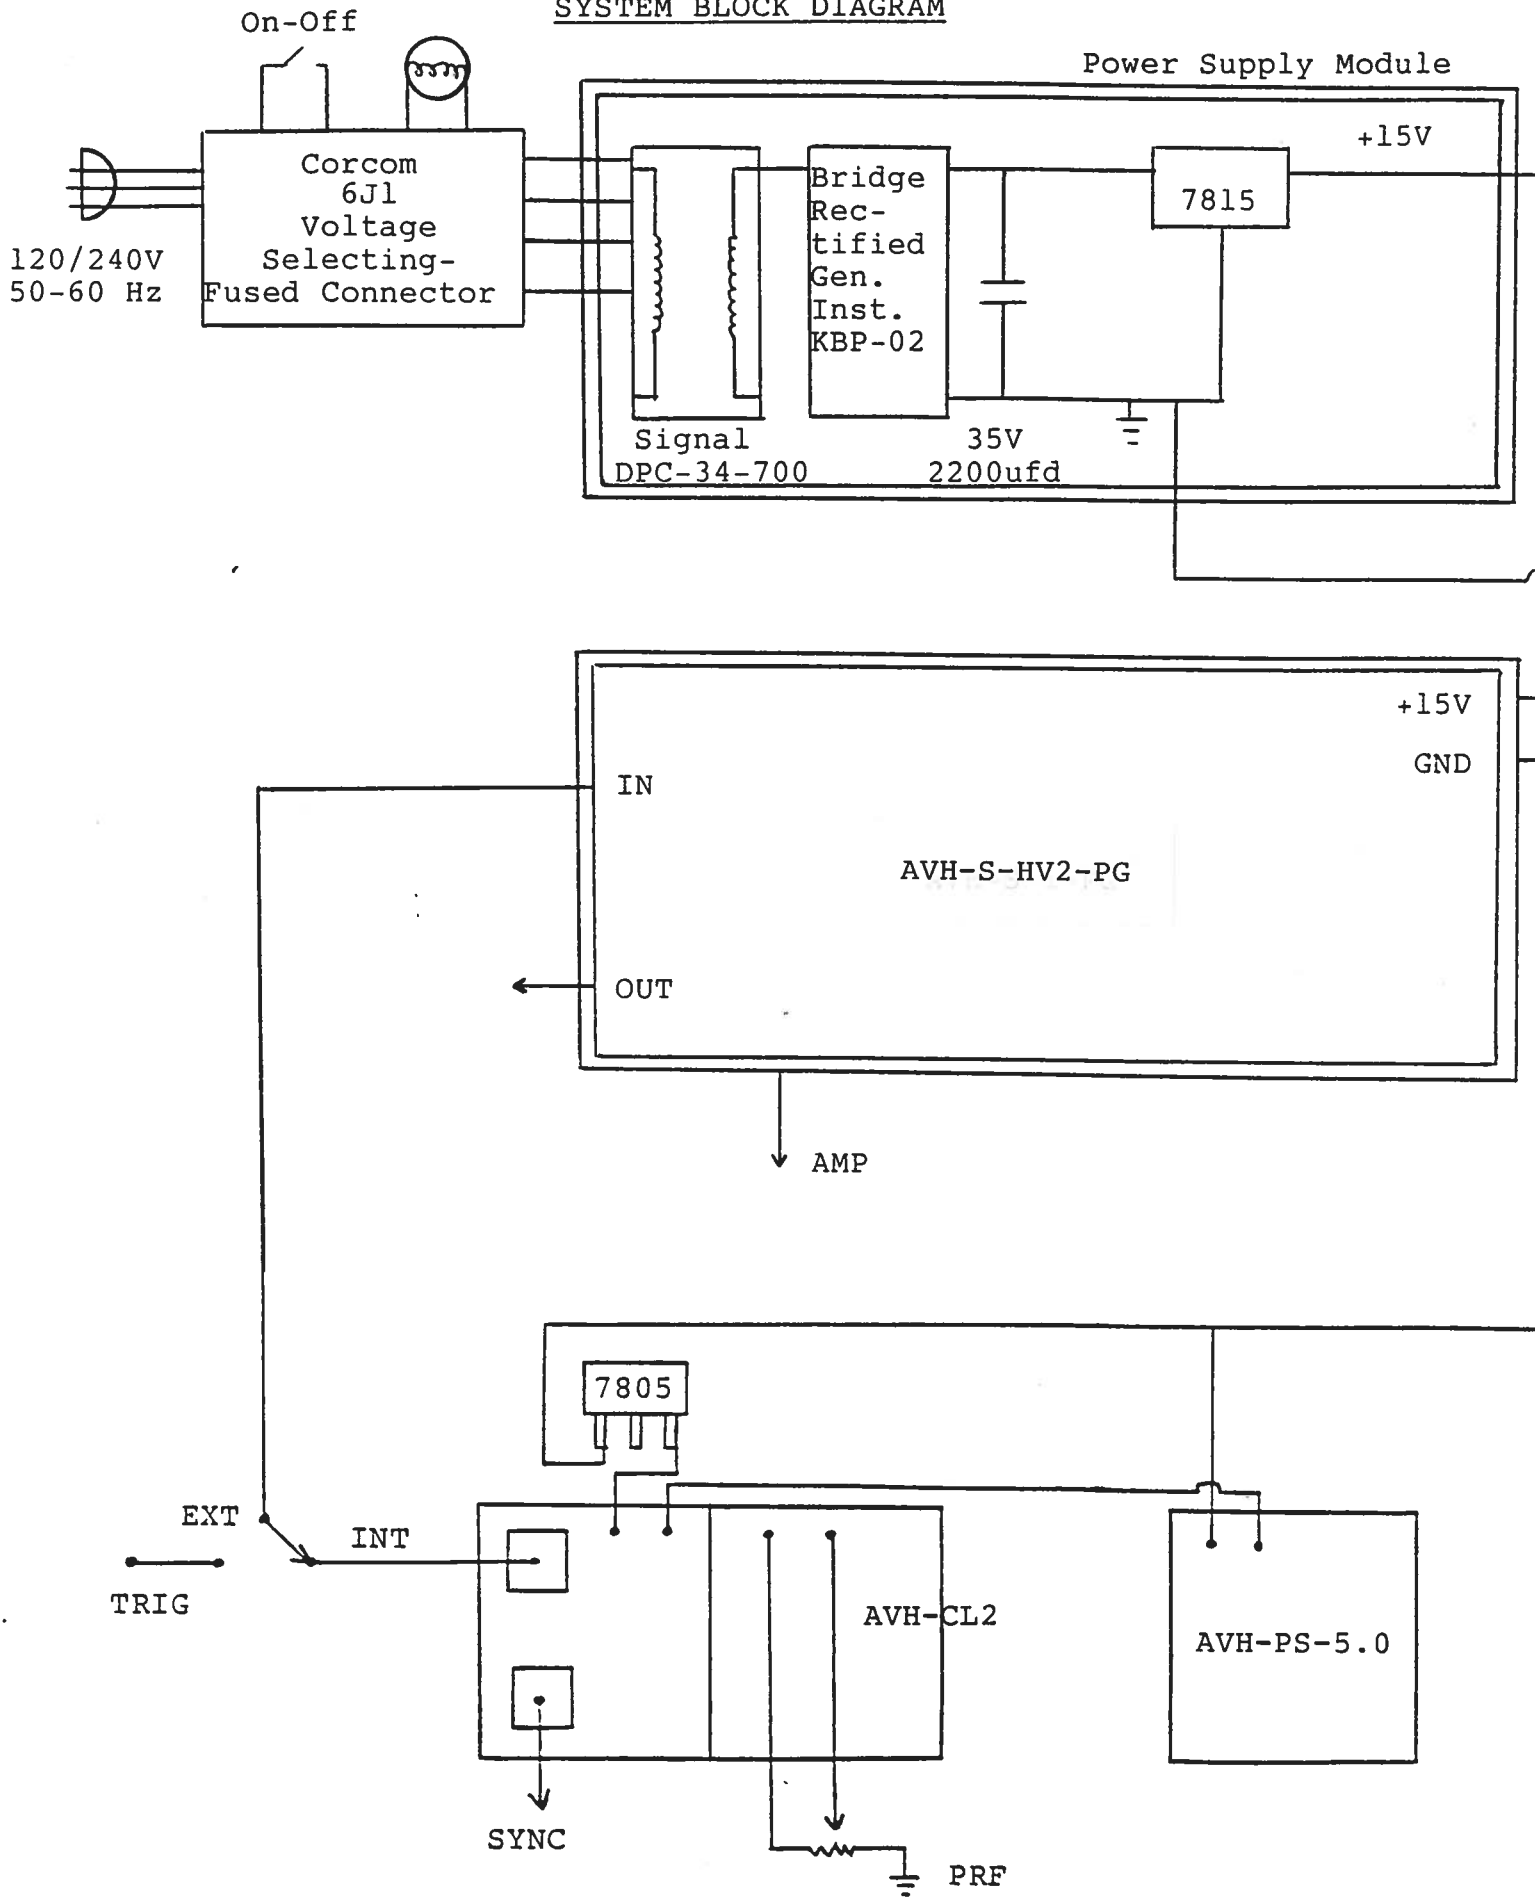 SYSTEM BLOCK DIAGRAM
On-Off
Power Supply Module
+15V
Corcom
6J1
Voltage
Selecting-
Fused Connector
120/240V
50-60 Hz
Bridge
Rec-
tified
Gen.
Inst.
KBP-02
7815
Signal
DPC-34-700
35V
2200ufd
+15V
GND
IN
AVH-S-HV2-PG
OUT
AMP
7805
EXT
INT
TRIG
AVH-CL2
AVH-PS-5.0
SYNC
PRF